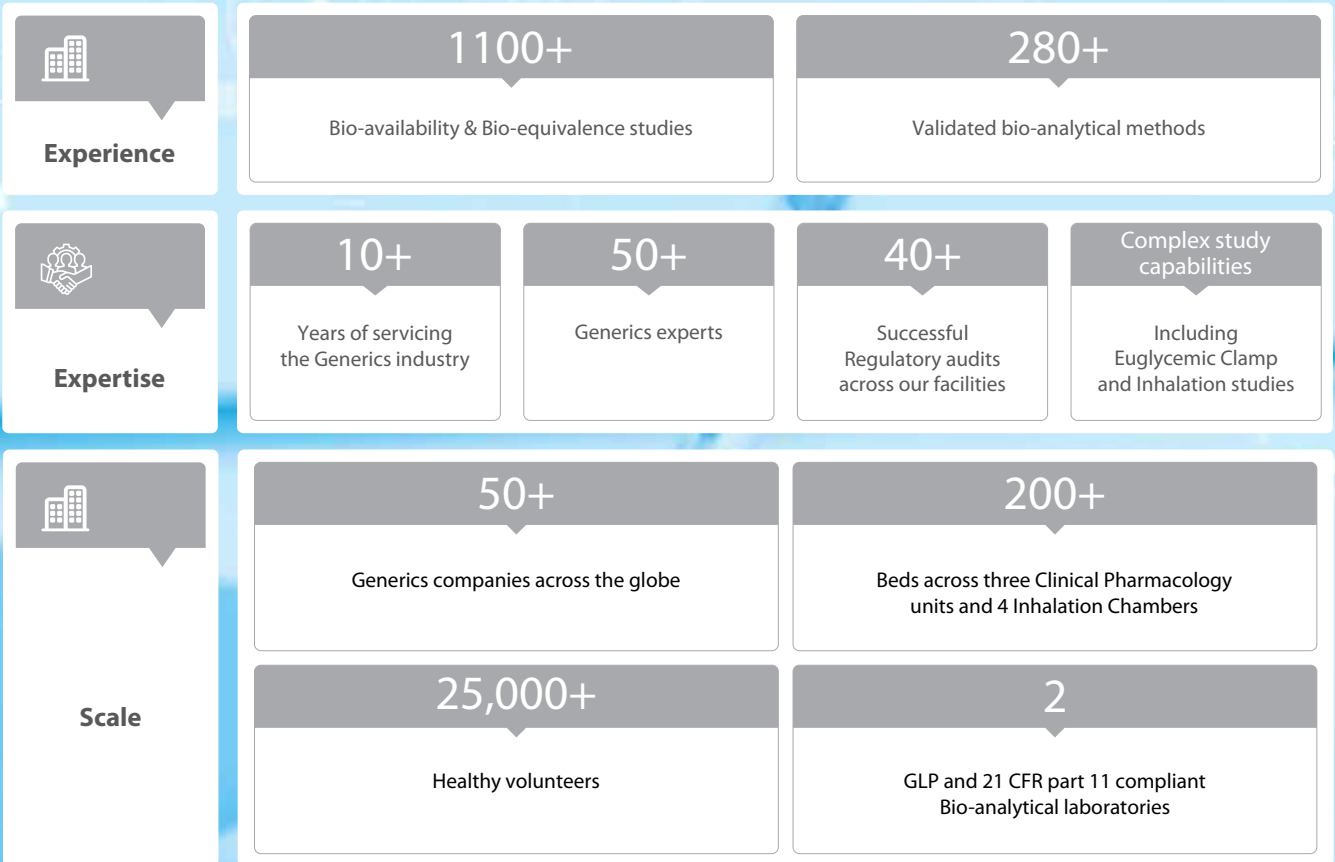 Experience
1100+
Bio-availability & Bio-equivalence studies
280+
Validated bio-analytical methods
Expertise
10+
Years of servicing
the Generics industry
50+
Generics experts
40+
Successful
Regulatory audits
across our facilities
Complex study
capabilities
Including
Euglycemic Clamp
and Inhalation studies
Scale
50+
Generics companies across the globe
200+
Beds across three Clinical Pharmacology
units and 4 Inhalation Chambers
25,000+
Healthy volunteers
2
GLP and 21 CFR part 11 compliant
Bio-analytical laboratories